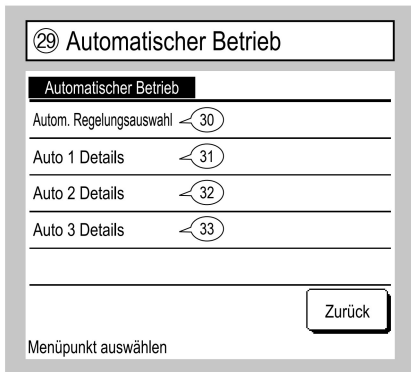 ㉙ Automatischer Betrieb
Automatischer Betrieb
Autom. Regelungsauswahl 30
Auto 1 Details 31
Auto 2 Details 32
Auto 3 Details 33
Zurück
Menüpunkt auswählen